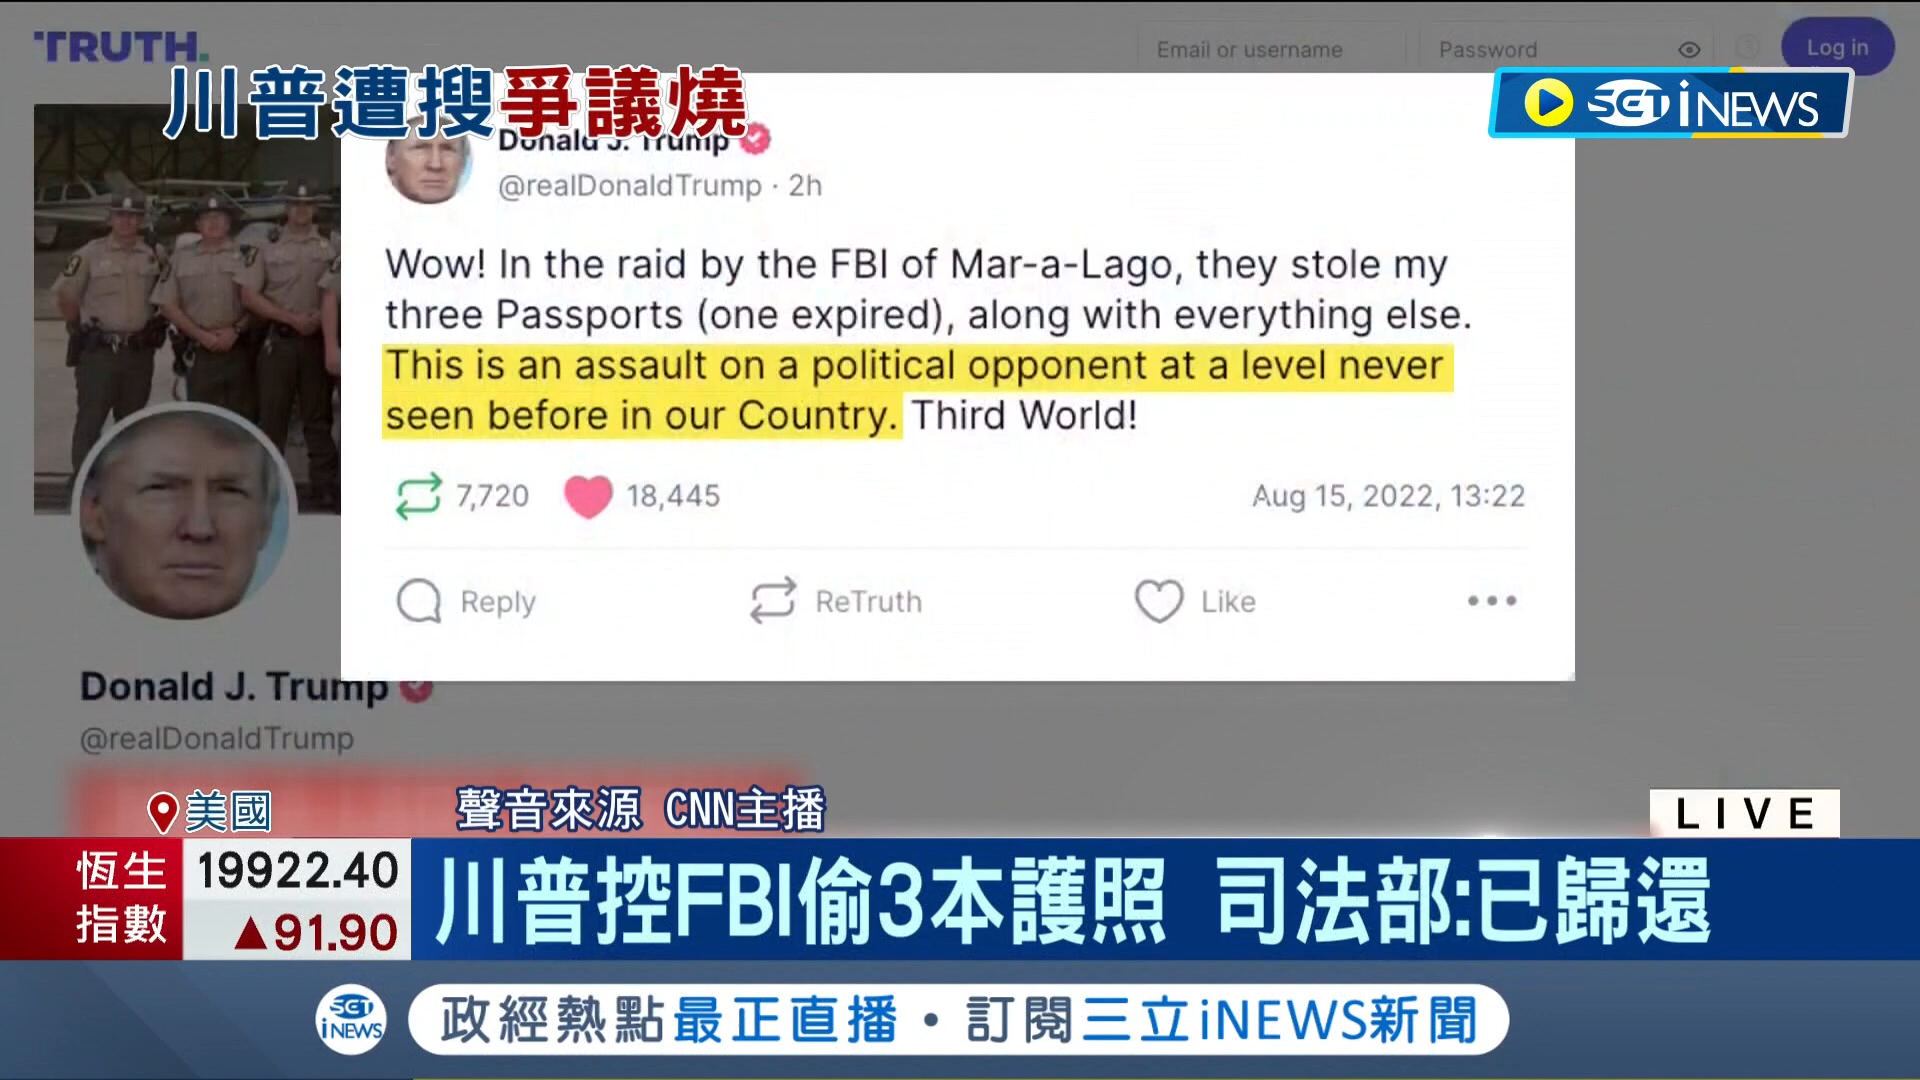 TRUTH.
Email or username
Password
Log in
川普遭搜爭議燒
SET iNEWS
Donald J. Trump
@realDonaldTrump · 2h
Wow! In the raid by the FBI of Mar-a-Lago, they stole my
three Passports (one expired), along with everything else.
This is an assault on a political opponent at a level never
seen before in our Country. Third World!
7,720
18,445
Aug 15, 2022, 13:22
Reply
ReTruth
Like
Donald J. Trump
@realDonaldTrump
美國
聲音來源 CNN主播
LIVE
恆生
指數
19922.40
▲91.90
川普控FBI偷3本護照 司法部:已歸還
SET
iNEWS
政經熱點最正直播・訂閱三立iNEWS新聞